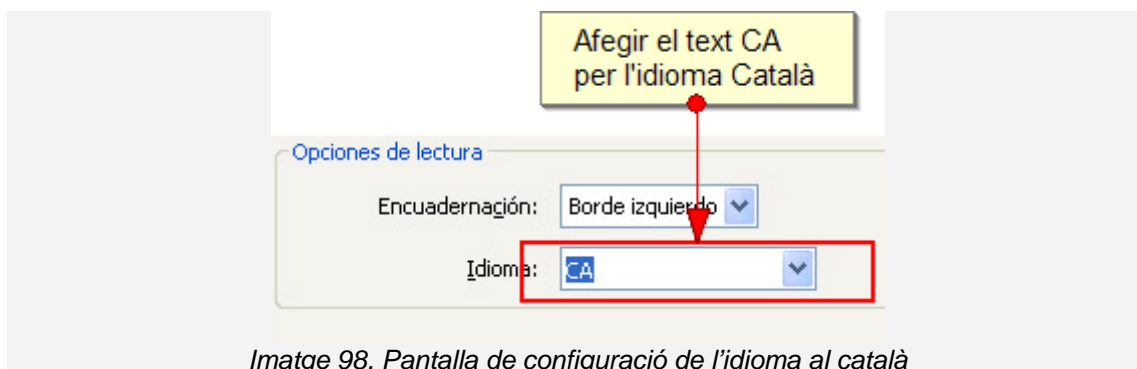 Afegir el text CA
per l'idioma Català
Opciones de lectura
Encuadernación: Borde izquierdo
Idioma: CA
Imatge 98. Pantalla de configuració de l’idioma al català